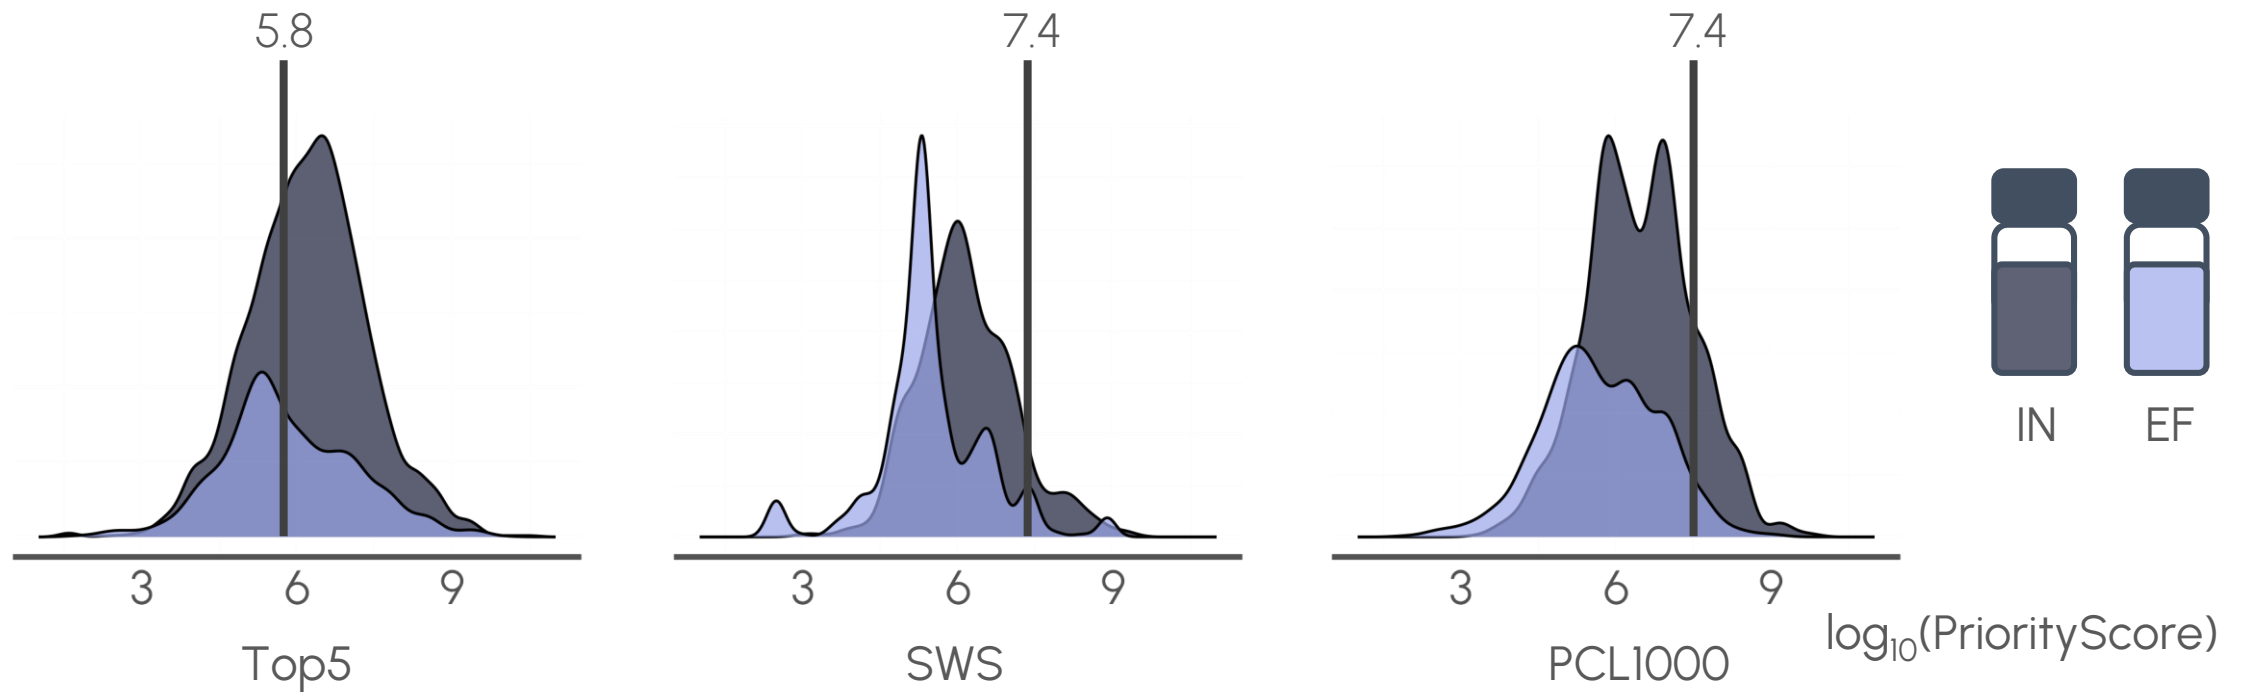 5.8
7.4
7.4
IN EF
3 6 9
3 6 9
3 6 9
log10(PriorityScore)
Top5
SWS
PCL1000